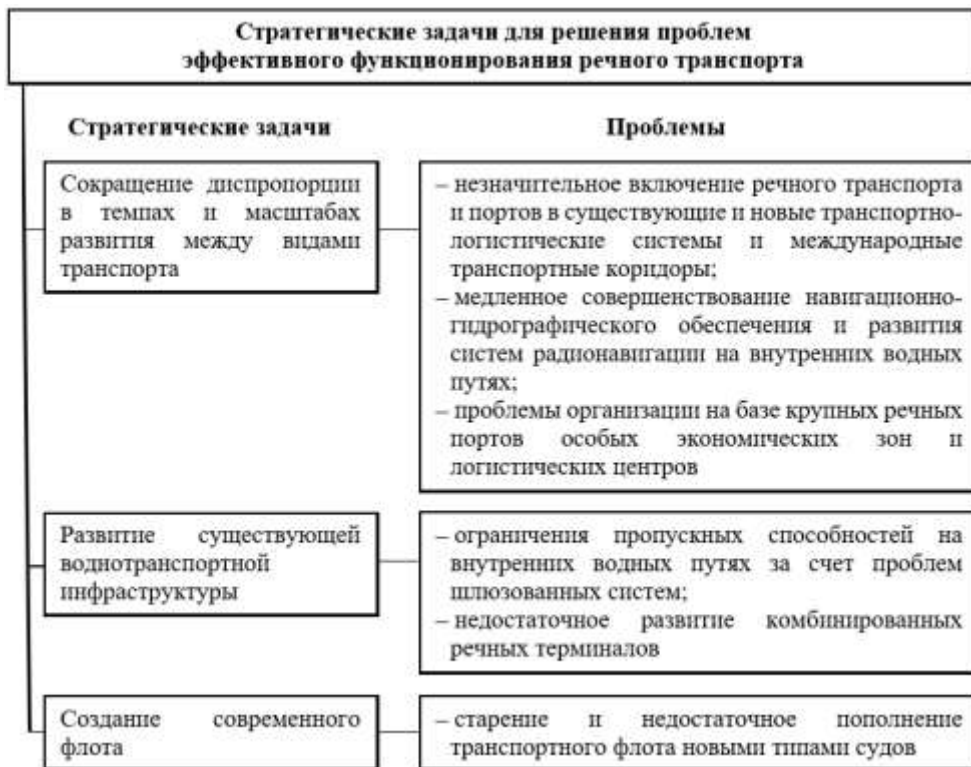 Стратегические задачи для решения проблем
эффективного функционирования речного транспорта
Стратегические задачи
Проблемы
Сокращение диспропорции
в темпах и масштабах
развития между видами
транспорта
– незначительное включение речного транспорта
и портов в существующие и новые транспортно-
логистические системы и международные
транспортные коридоры;
– медленное совершенствование навигационно-
гидрографического обеспечения и развития
систем радионавигации на внутренних водных
путях;
– проблемы организации на базе крупных речных
портов особых экономических зон и
логистических центров
Развитие существующей
воднотранспортной
инфраструктуры
– ограничения пропускных способностей на
внутренних водных путях за счет проблем
шлюзованных систем;
– недостаточное развитие комбинированных
речных терминалов
Создание современного
флота
– старение и недостаточное пополнение
транспортного флота новыми типами судов